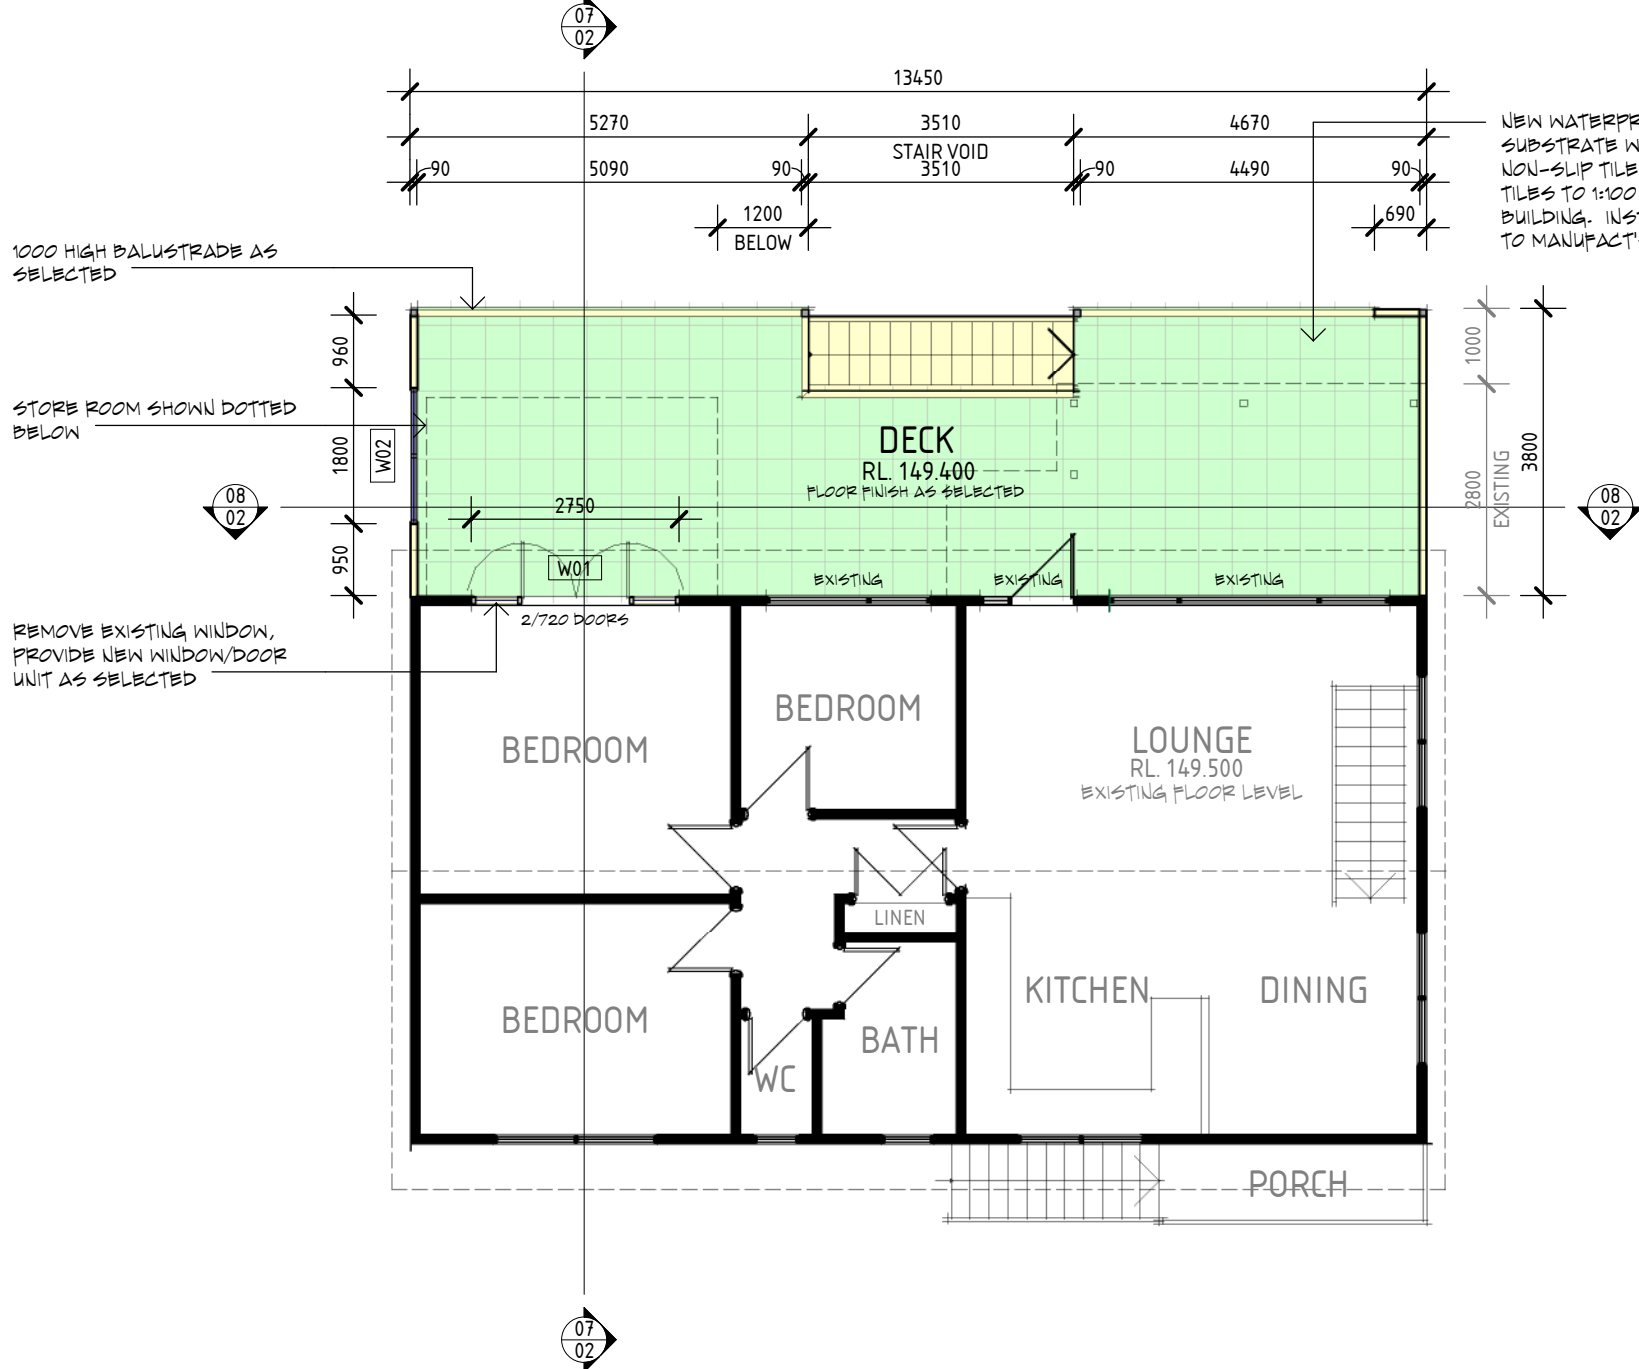 07
02
13450
5270
3510
4670
STAIR VOID
90
5090
90
3510
90
4490
90
1200
BELOW
690
NEW WATERPR
SUBSTRATE W
NON-SLIP TILE
TILES TO 1:100
BUILDING. INS
TO MANUFACT'
1000 HIGH BALUSTRADE AS
SELECTED
960
1000
STORE ROOM SHOWN DOTTED
BELOW
1800
W02
DECK
RL. 149.400
FLOOR FINISH AS SELECTED
2800
EXISTING
3800
08
02
08
02
2750
950
W01
EXISTING
EXISTING
EXISTING
2/720 DOORS
REMOVE EXISTING WINDOW,
PROVIDE NEW WINDOW/DOOR
UNIT AS SELECTED
BEDROOM
BEDROOM
LOUNGE
RL. 149.500
EXISTING FLOOR LEVEL
LINEN
KITCHEN
DINING
BEDROOM
BATH
WC
PORCH
07
02